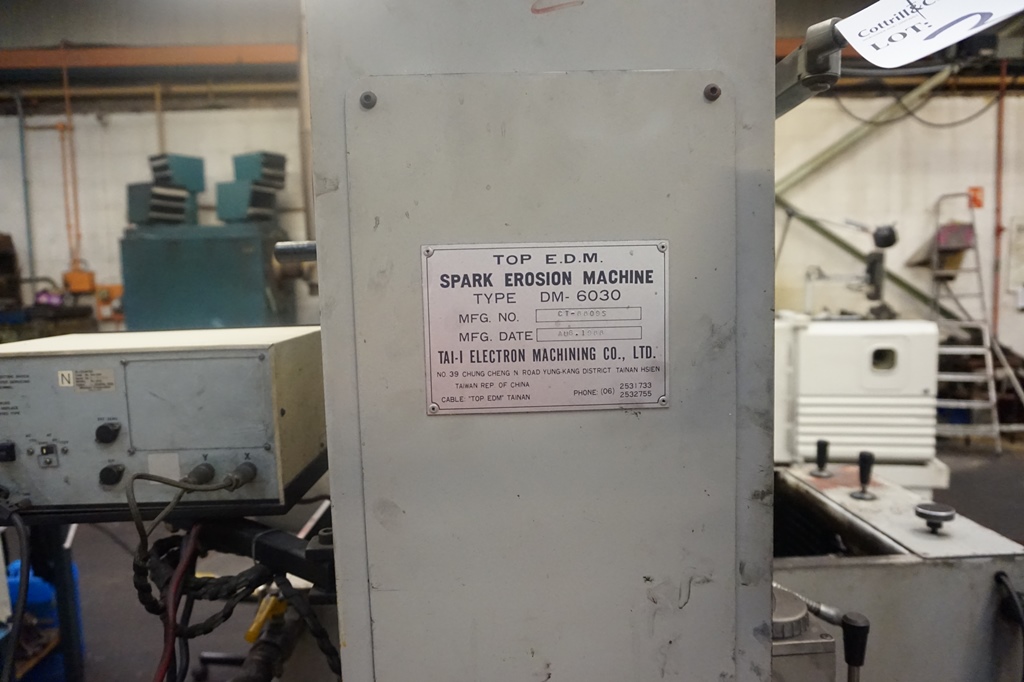 Cottrill & C
LOT:
TOP E.D.M.
SPARK EROSION MACHINE
TYPE DM-6030
MFG. NO.
MFG. DATE
TAI-I ELECTRON MACHINING CO., LTD.
NO 39 CHUNG CHENG N ROAD YUNG-KANG DISTRICT TAINAN HSIEN
TAIWAN REP OF CHINA
CABLE: "TOP EDM" TAINAN PHONE: (06) 2531733
2532755
N
Y X